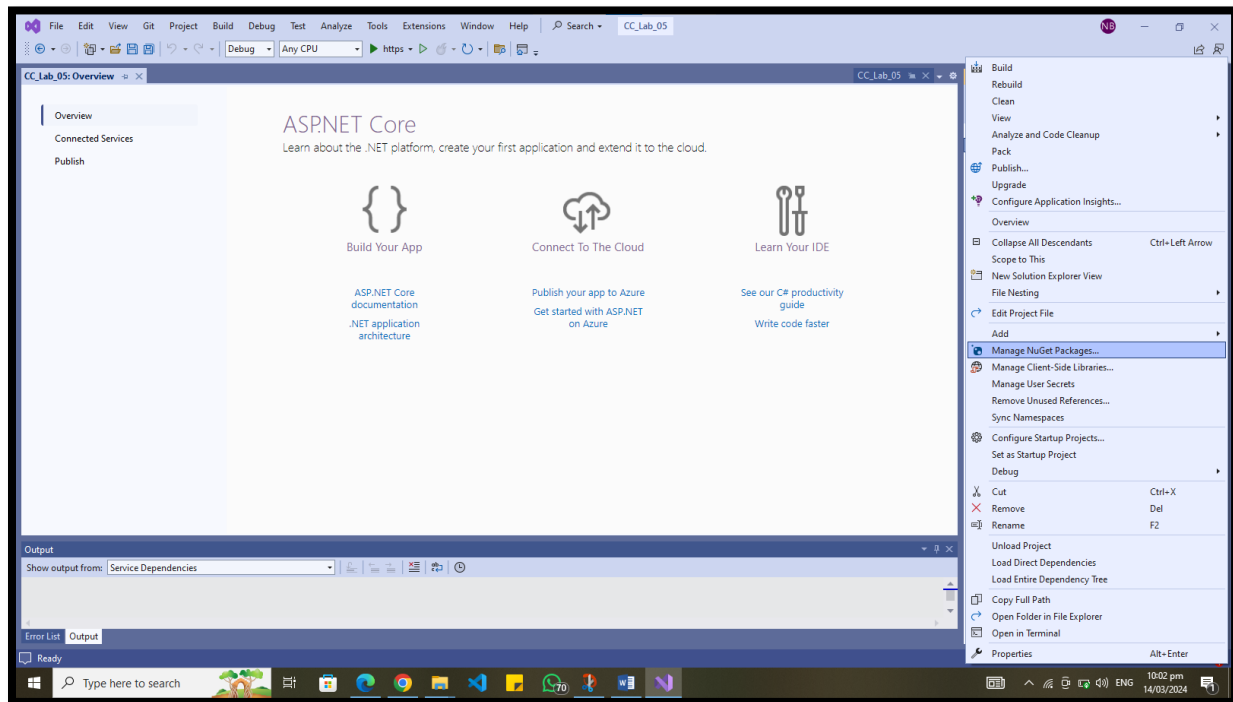 File Edit View Git Project Build Debug Test Analyze Tools Extensions Window Help Search CC_Lab_05 NB
Debug Any CPU https
CC_Lab_05: Overview CC_Lab_05
Overview
Connected Services
Publish
ASP.NET Core
Learn about the .NET platform, create your first application and extend it to the cloud.
Build Your App
Connect To The Cloud
Learn Your IDE
ASP.NET Core
documentation
.NET application
architecture
Publish your app to Azure
Get started with ASP.NET
on Azure
See our C# productivity
guide
Write code faster
Output
Show output from: Service Dependencies
Error List Output
Ready
Build
Rebuild
Clean
View
Analyze and Code Cleanup
Pack
Publish...
Upgrade
Configure Application Insights...
Overview
Collapse All Descendants Ctrl+Left Arrow
Scope to This
New Solution Explorer View
File Nesting
Edit Project File
Add
Manage NuGet Packages...
Manage Client-Side Libraries...
Manage User Secrets
Remove Unused References...
Sync Namespaces
Configure Startup Projects...
Set as Startup Project
Debug
Cut Ctrl+X
Remove Del
Rename F2
Unload Project
Load Direct Dependencies
Load Entire Dependency Tree
Copy Full Path
Open Folder in File Explorer
Open in Terminal
Properties Alt+Enter
Type here to search 70 ENG 10:02 pm
14/03/2024 1